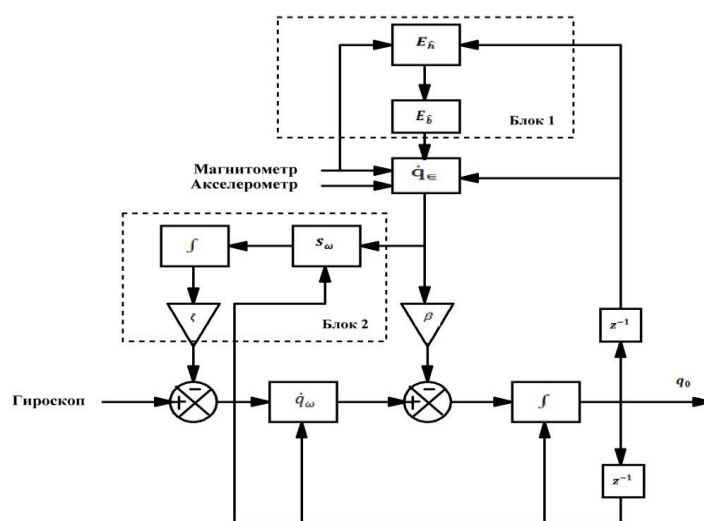 E_ĥ
E_b̂
Блок 1
Магнитометр
Акселерометр
q̇_∈
∫
s_ω
ζ
Блок 2
β
z⁻¹
Гироскоп
−
+
q̇_ω
−
+
∫
q₀
z⁻¹